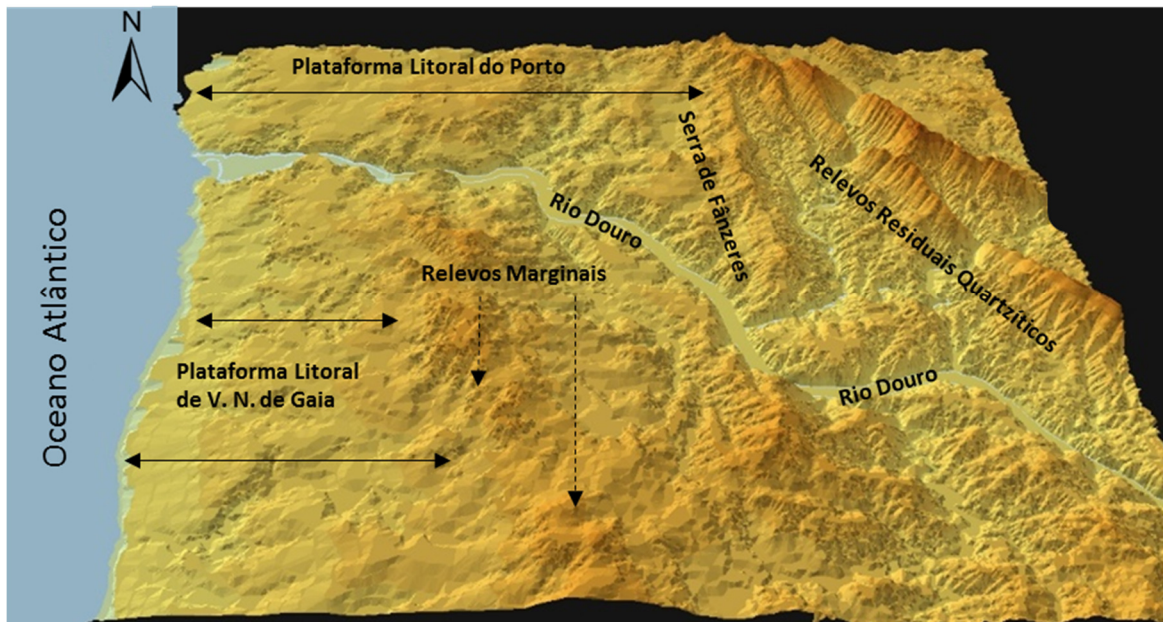 N
Plataforma Litoral do Porto
Serra de Fânzeres
Relevos Residuais Quartzíticos
Rio Douro
Relevos Marginais
Oceano Atlântico
Plataforma Litoral
de V. N. de Gaia
Rio Douro